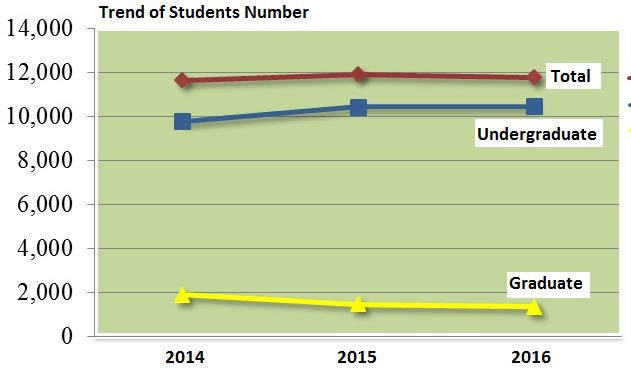 Trend of Students Number
14,000
12,000
Total
10,000
Undergraduate
8,000
6,000
4,000
2,000
Graduate
0
2014 2015 2016